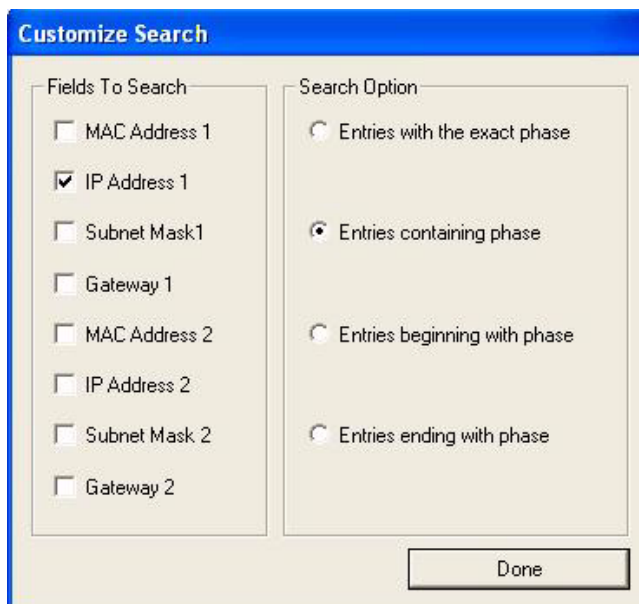 Customize Search
Fields To Search
MAC Address 1
IP Address 1
Subnet Mask1
Gateway 1
MAC Address 2
IP Address 2
Subnet Mask 2
Gateway 2
Search Option
Entries with the exact phase
Entries containing phase
Entries beginning with phase
Entries ending with phase
Done